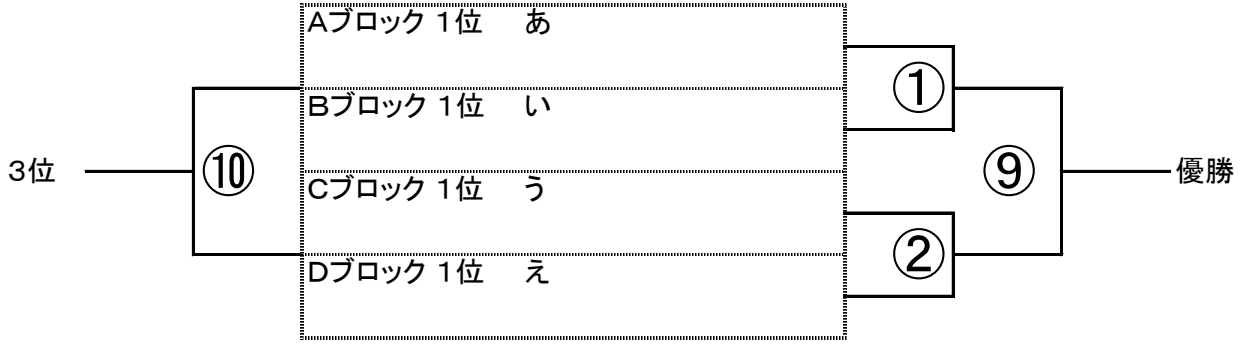 Aブロック 1位 あ
①
Bブロック 1位 い
3位
⑩
⑨
優勝
Cブロック 1位 う
②
Dブロック 1位 え